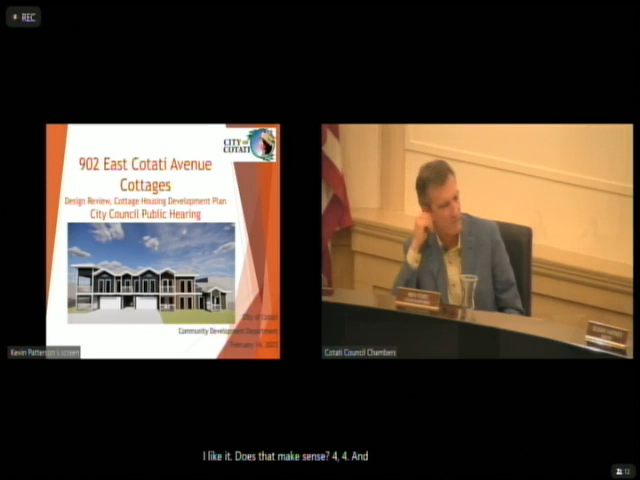 REC
CITY OF
COTATI
902 East Cotati Avenue
Cottages
Design Review, Cottage Housing Development Plan
City Council Public Hearing
City of Cotati
Community Development Department
Kevin Patterson's screen
Cotati Council Chambers
I like it. Does that make sense? 4, 4. And